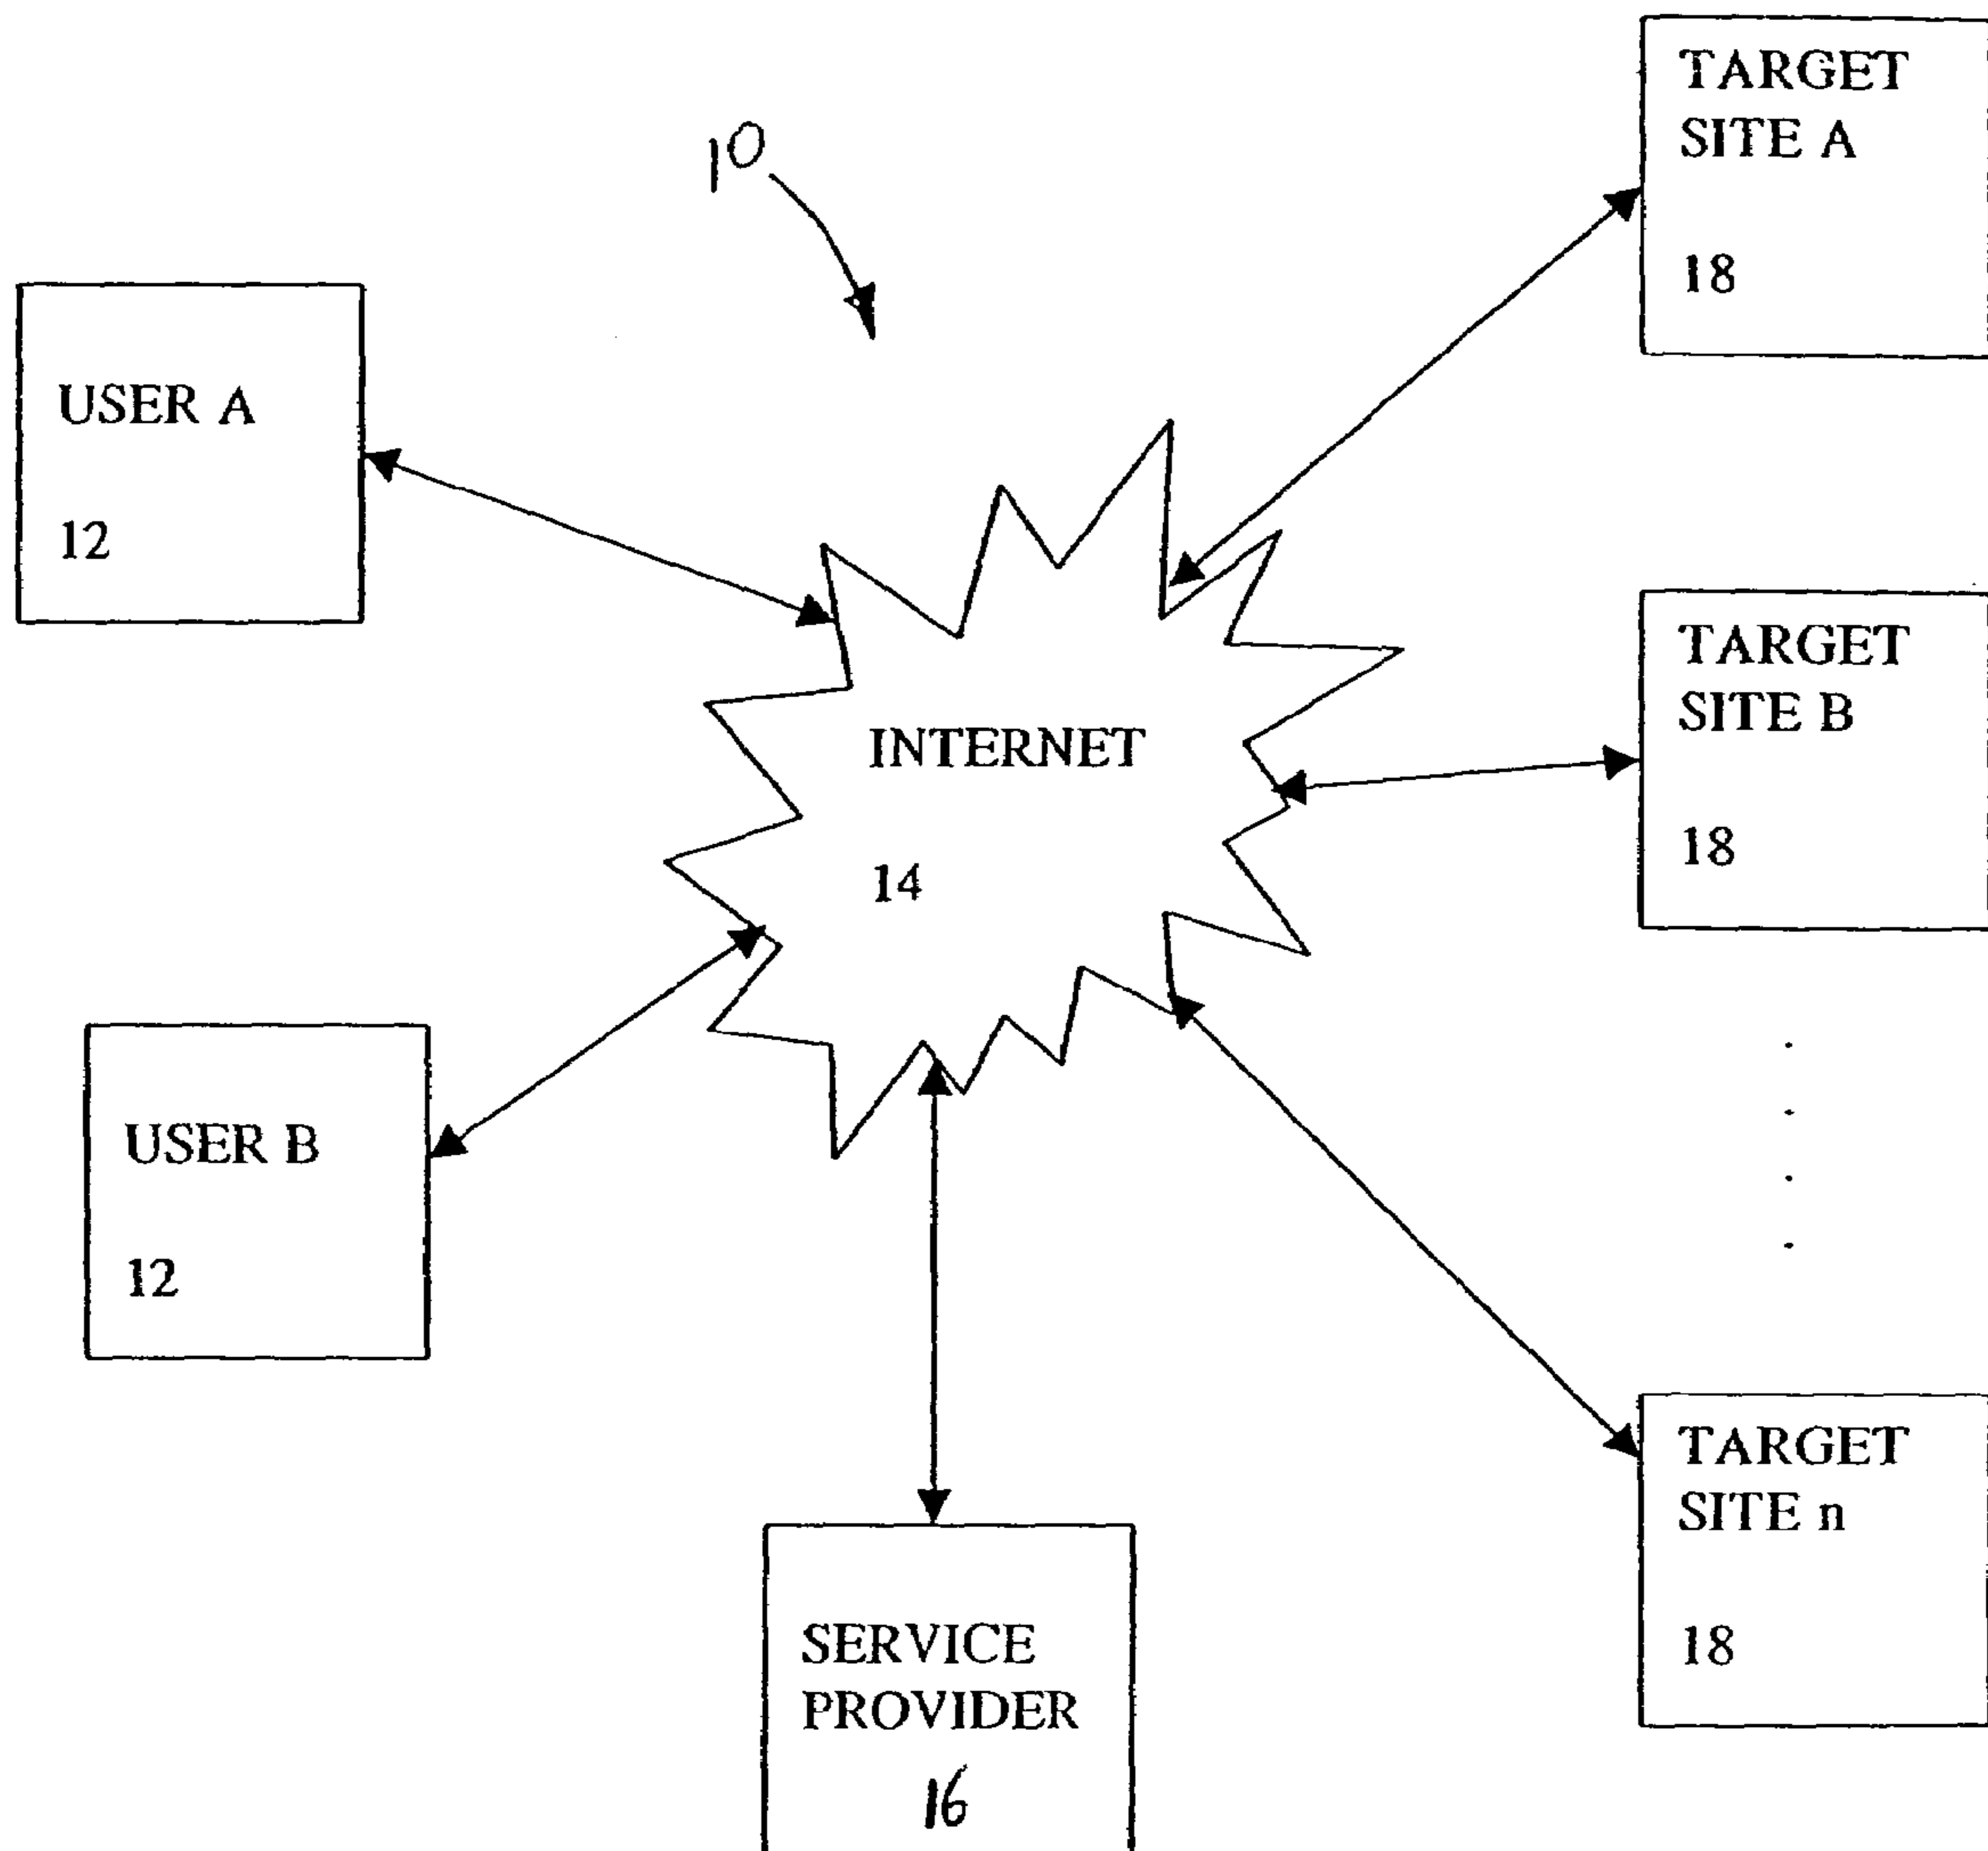 10
TARGET
SITE A
18
USER A
12
TARGET
SITE B
18
INTERNET
14
USER B
12
TARGET
SITE n
18
SERVICE
PROVIDER
16